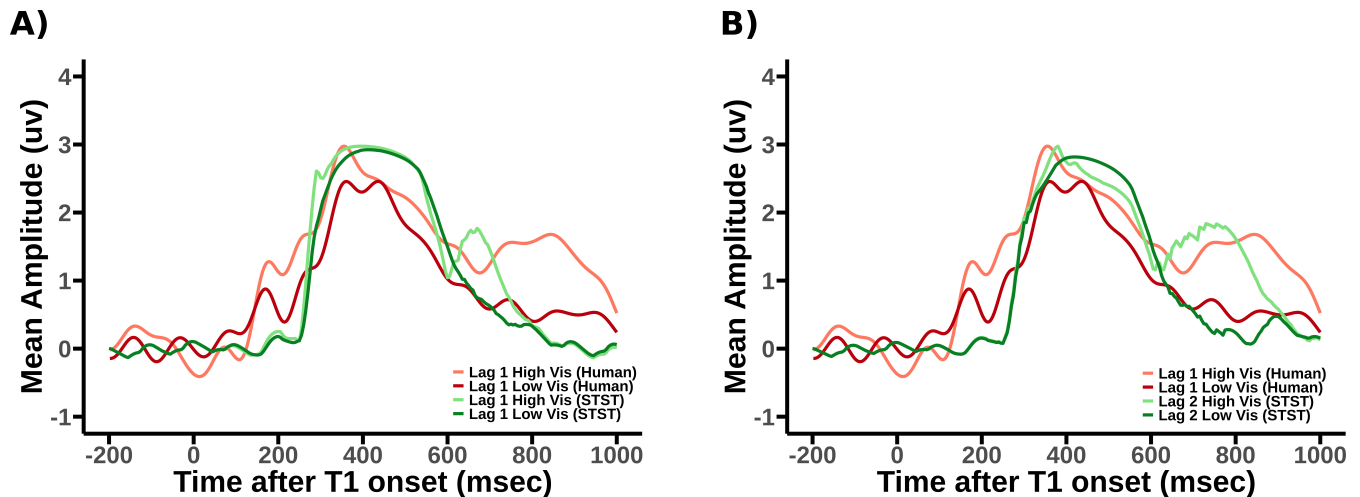 A)
B)
Mean Amplitude (uv)
4
3
2
1
0
-1
-200
0
200
400
600
800
1000
Time after T1 onset (msec)
Lag 1 High Vis (Human)
Lag 1 Low Vis (Human)
Lag 1 High Vis (STST)
Lag 1 Low Vis (STST)
Mean Amplitude (uv)
4
3
2
1
0
-1
-200
0
200
400
600
800
1000
Time after T1 onset (msec)
Lag 1 High Vis (Human)
Lag 1 Low Vis (Human)
Lag 2 High Vis (STST)
Lag 2 Low Vis (STST)